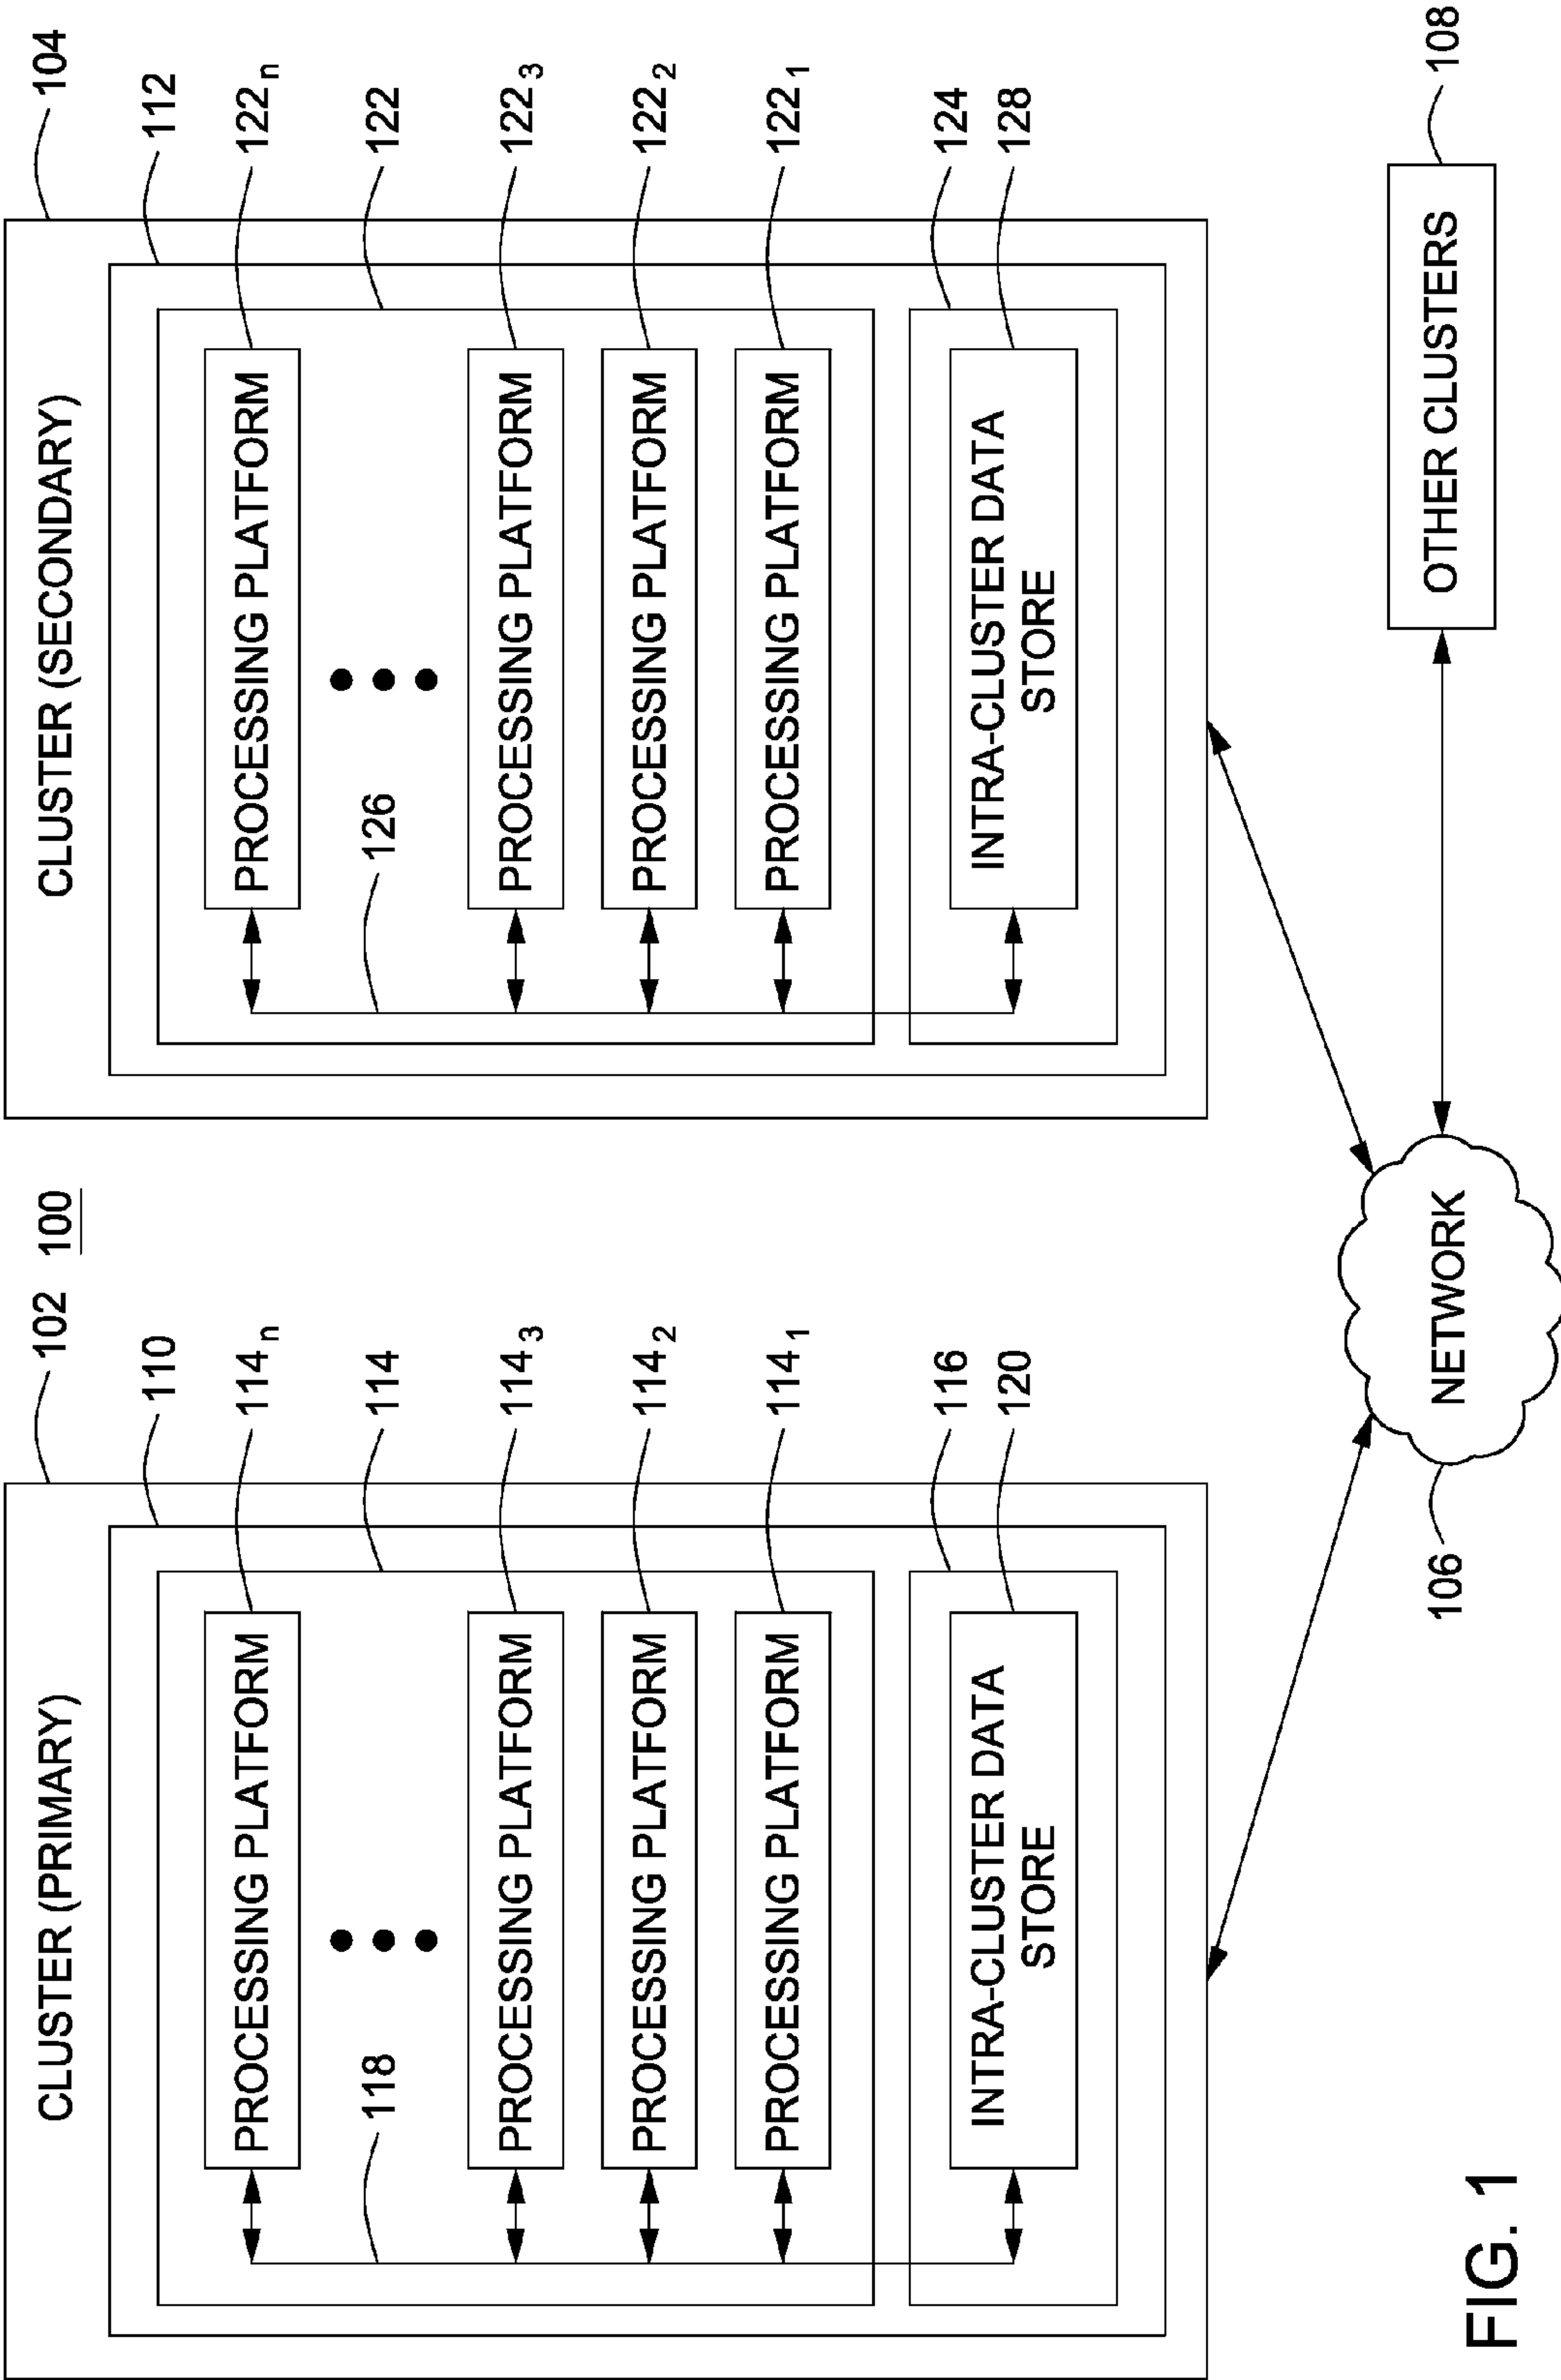 CLUSTER (PRIMARY)
102
100
110
PROCESSING PLATFORM
114n
114
118
PROCESSING PLATFORM
1143
PROCESSING PLATFORM
1142
PROCESSING PLATFORM
1141
116
INTRA-CLUSTER DATA
STORE
120
CLUSTER (SECONDARY)
104
112
PROCESSING PLATFORM
122n
122
126
PROCESSING PLATFORM
1223
PROCESSING PLATFORM
1222
PROCESSING PLATFORM
1221
124
INTRA-CLUSTER DATA
STORE
128
106
NETWORK
OTHER CLUSTERS
108
FIG. 1